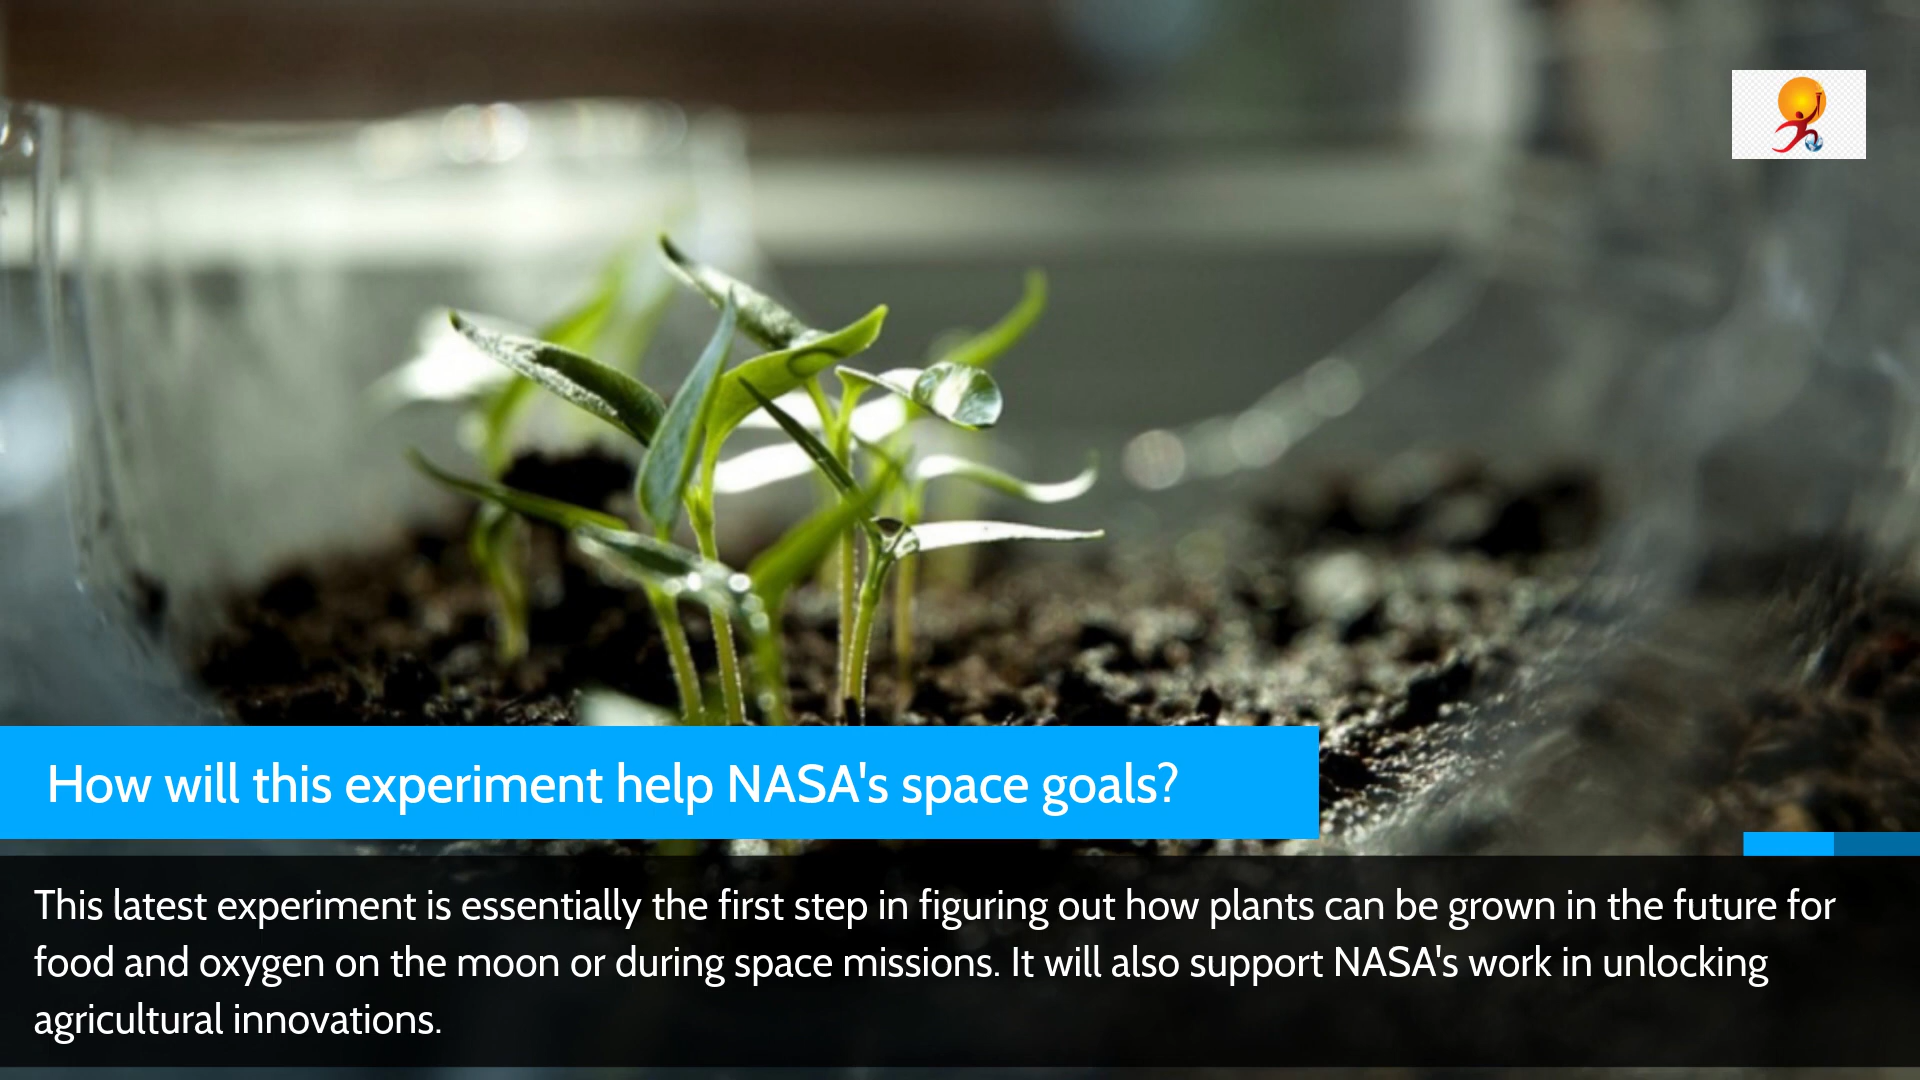 How will this experiment help NASA's space goals?
This latest experiment is essentially the first step in figuring out how plants can be grown in the future for
food and oxygen on the moon or during space missions. It will also support NASA's work in unlocking
agricultural innovations.